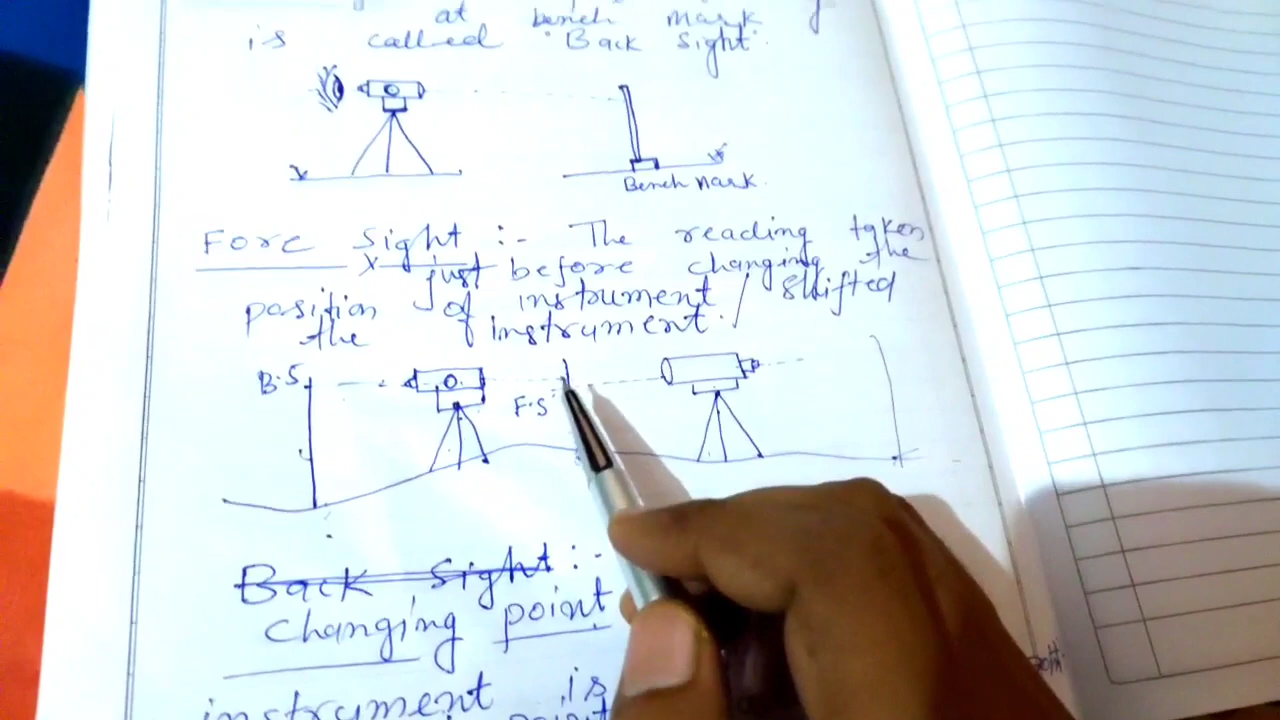 at bench mark
is called "Back Sight".
Bench Mark.
Fore Sight :- The reading taken
just before changing the
position of instrument / Shifted
the instrument.
B.S
F.S
Back Sight :-
Changing point
instrument is
point